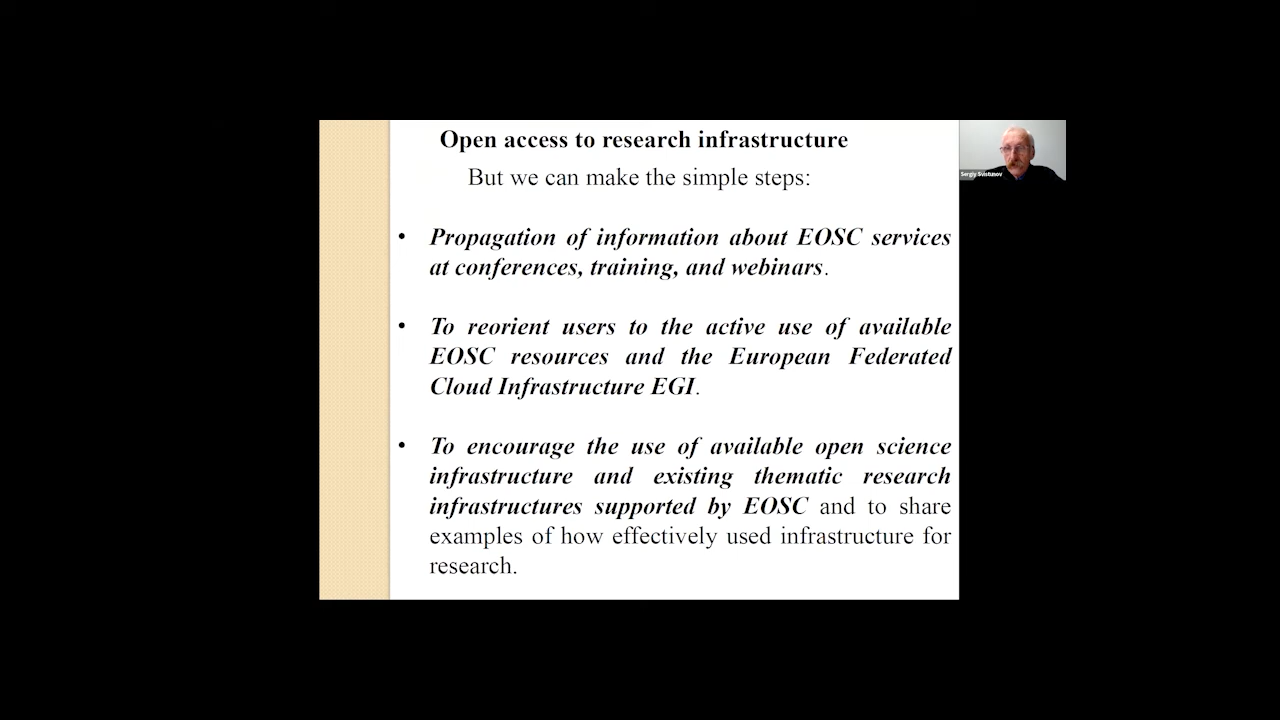 Open access to research infrastructure
But we can make the simple steps:
• Propagation of information about EOSC services
at conferences, training, and webinars.
• To reorient users to the active use of available
EOSC resources and the European Federated
Cloud Infrastructure EGI.
• To encourage the use of available open science
infrastructure and existing thematic research
infrastructures supported by EOSC and to share
examples of how effectively used infrastructure for
research.
Sergiy Svistunov